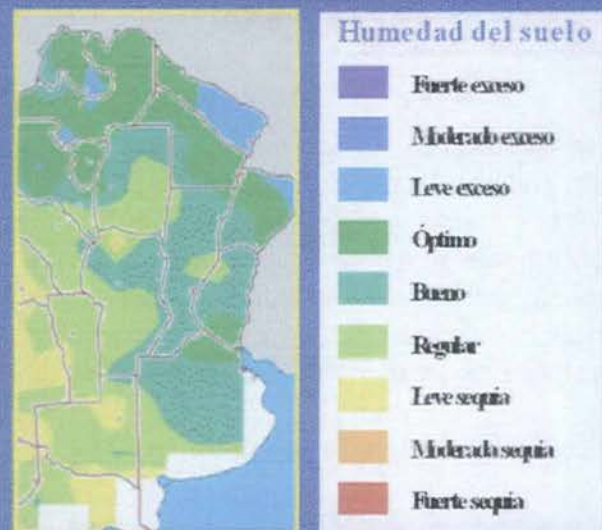 Humedad del suelo
Fuerte exceso
Moderado exceso
Leve exceso
Óptimo
Bueno
Regular
Leve sequia
Moderada sequia
Fuerte sequia